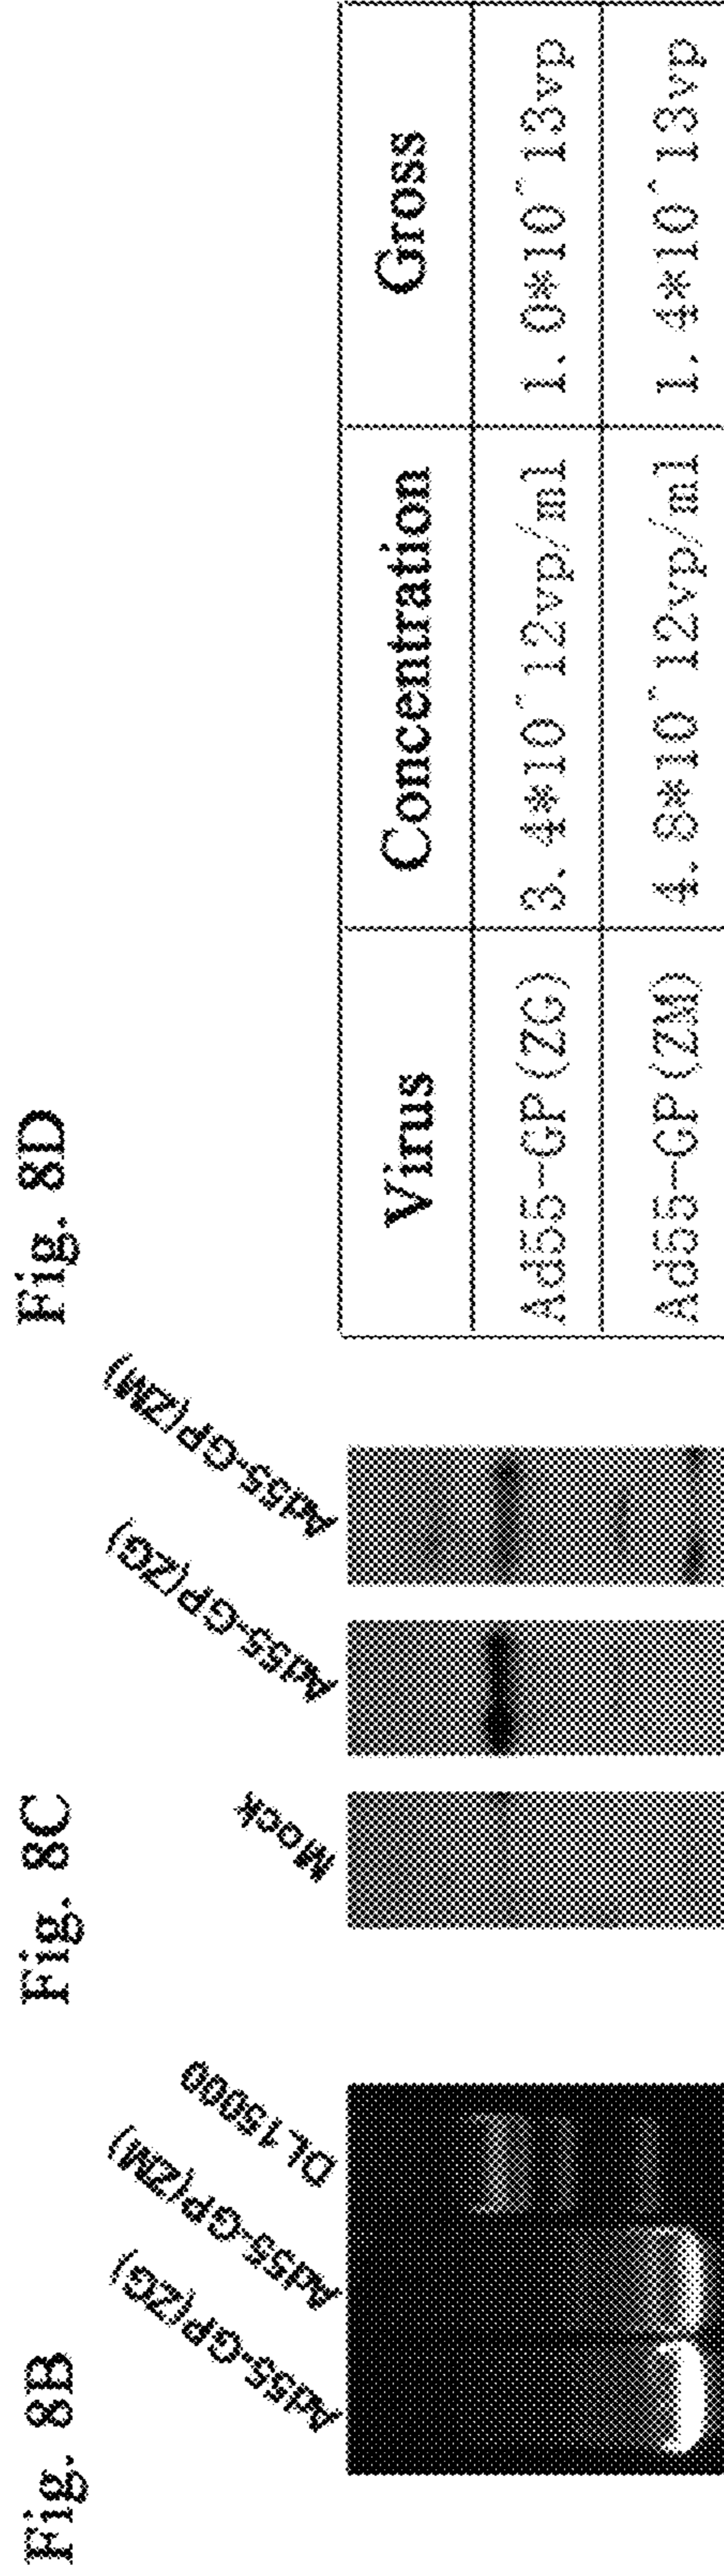 Fig. 8B
Ad55-GP(ZG)
Ad55-GP(ZM)
DL15000
Fig. 8C
Mock
Ad55-GP(ZG)
Ad55-GP(ZM)
Fig. 8D
Virus Concentration Gross
Ad55-GP(ZG) 3.4*10^12vp/ml 1.0*10^13vp
Ad55-GP(ZM) 4.8*10^12vp/ml 1.4*10^13vp